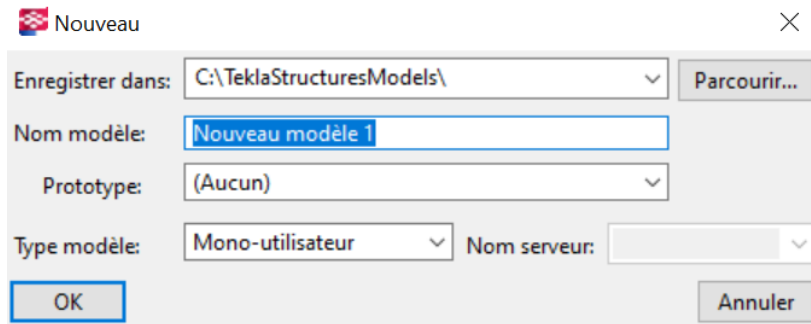 Nouveau
Enregistrer dans: C:\TeklaStructuresModels\ Parcourir...
Nom modèle: Nouveau modèle 1
Prototype: (Aucun)
Type modèle: Mono-utilisateur Nom serveur:
OK Annuler